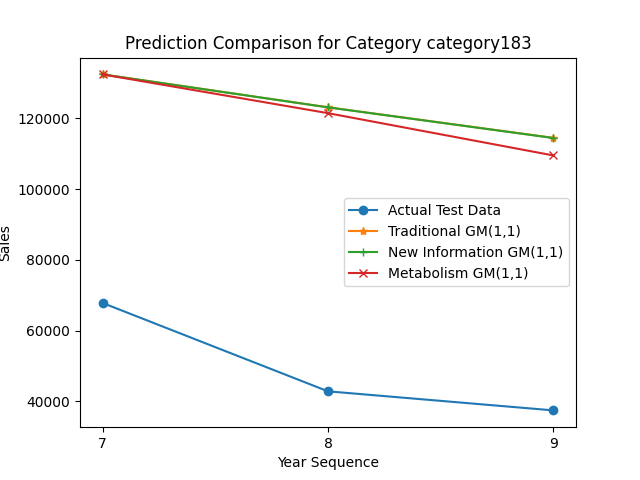 Prediction Comparison for Category category183
120000
100000
80000
60000
40000
Sales
Actual Test Data
Traditional GM(1,1)
New Information GM(1,1)
Metabolism GM(1,1)
7
8
9
Year Sequence